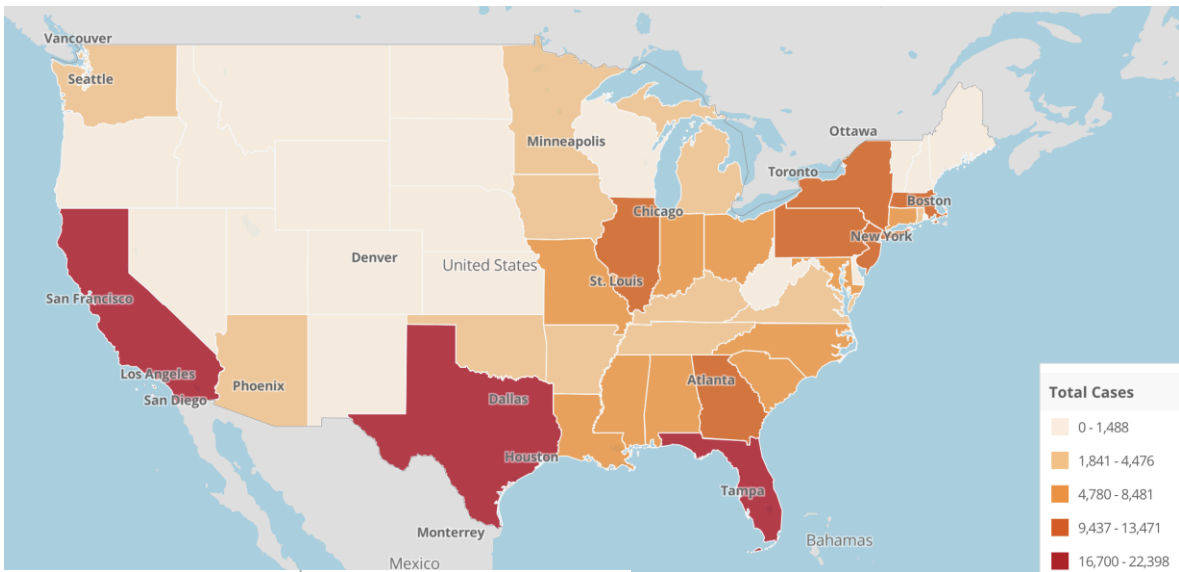 Vancouver
Seattle
Ottawa
Minneapolis
Toronto
Boston
Chicago
New York
Denver
United States
St. Louis
San Francisco
Los Angeles
Phoenix
Atlanta
San Diego
Dallas
Houston
Tampa
Monterrey
Bahamas
Mexico
Total Cases
0 - 1,488
1,841 - 4,476
4,780 - 8,481
9,437 - 13,471
16,700 - 22,398